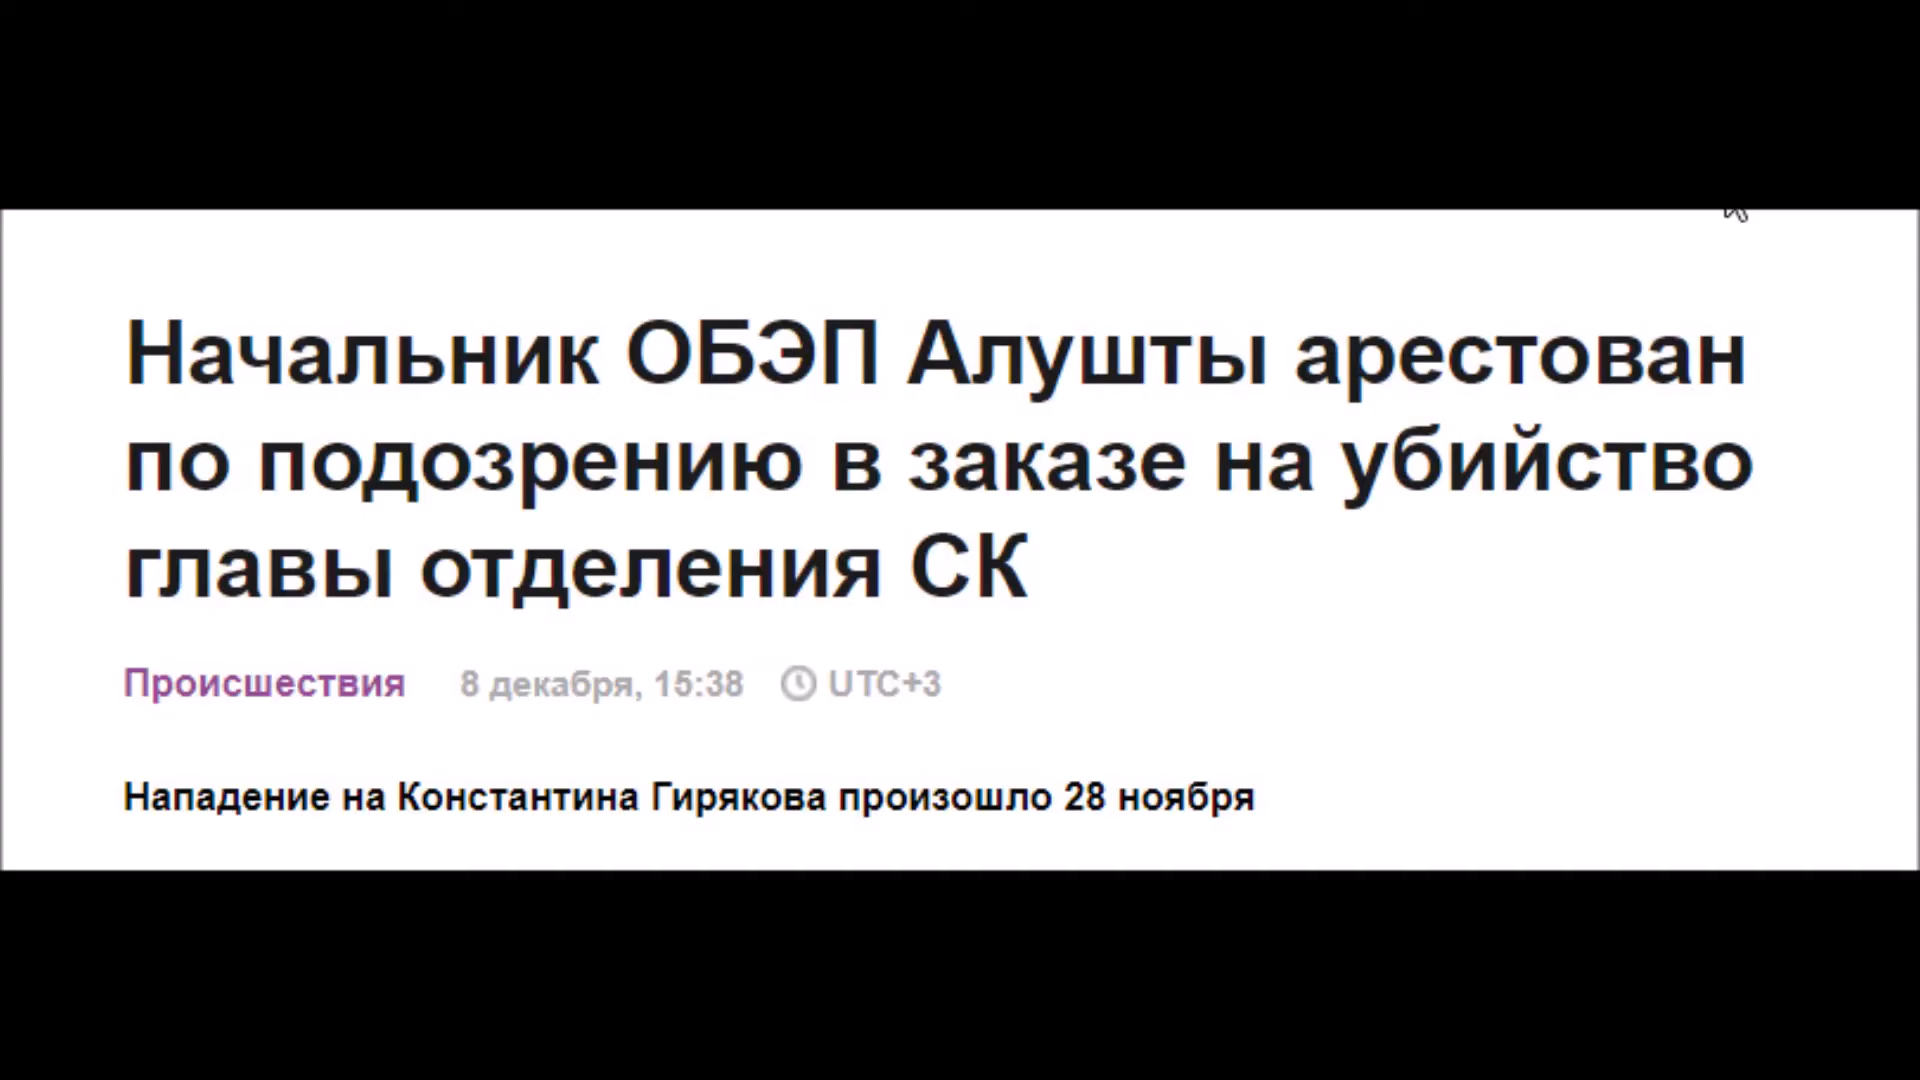 Начальник ОБЭП Алушты арестован
по подозрению в заказе на убийство
главы отделения СК
Происшествия 8 декабря, 15:38 UTC+3
Нападение на Константина Гирякова произошло 28 ноября